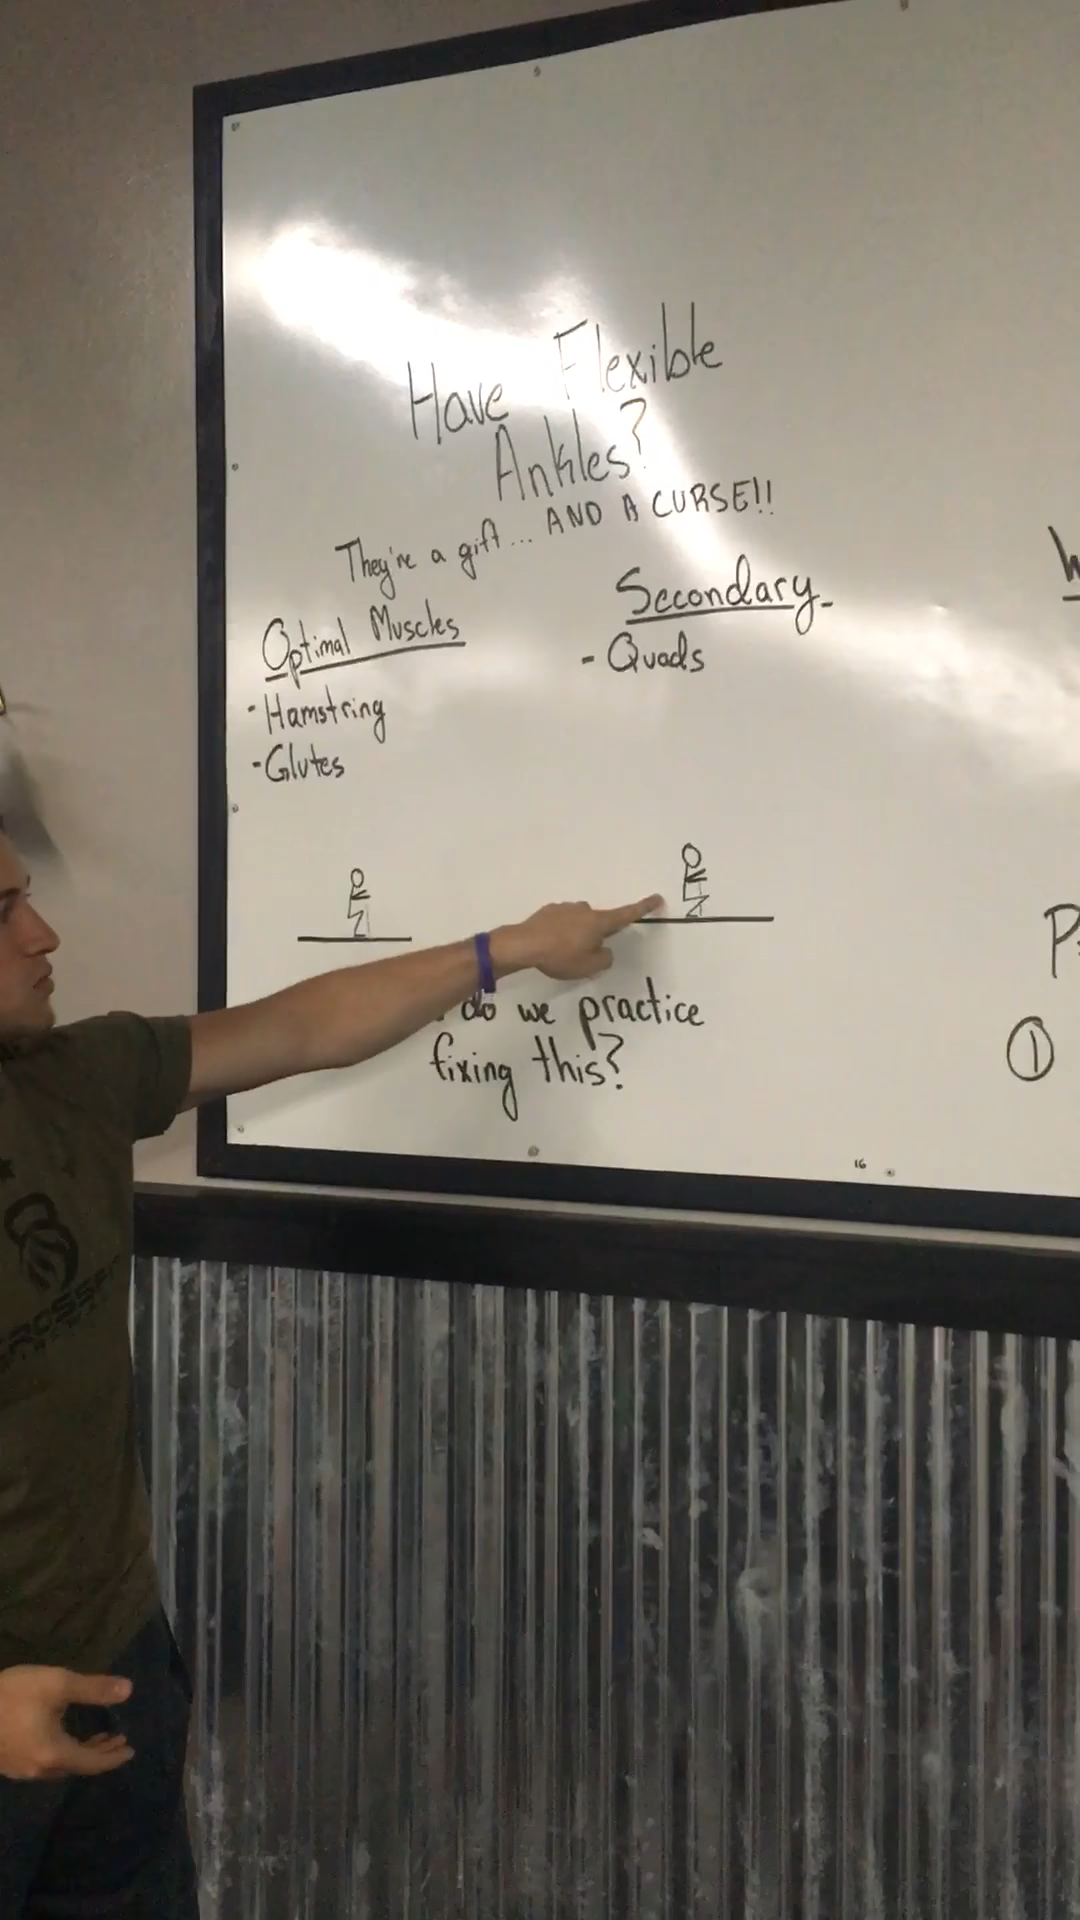 Have Flexible
Ankles?
They're a gift... AND A CURSE!!
Optimal Muscles
- Hamstring
- Glutes
Secondary
- Quads
do we practice
fixing this?
①
16